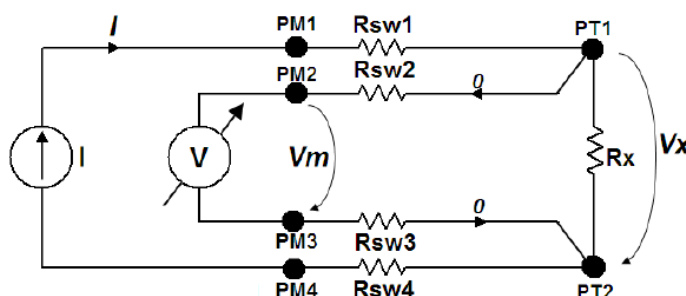 I PM1 Rsw1 PT1
PM2 Rsw2 0
I V Vm Rx Vx
PM3 Rsw3 0
PM4 Rsw4 PT2